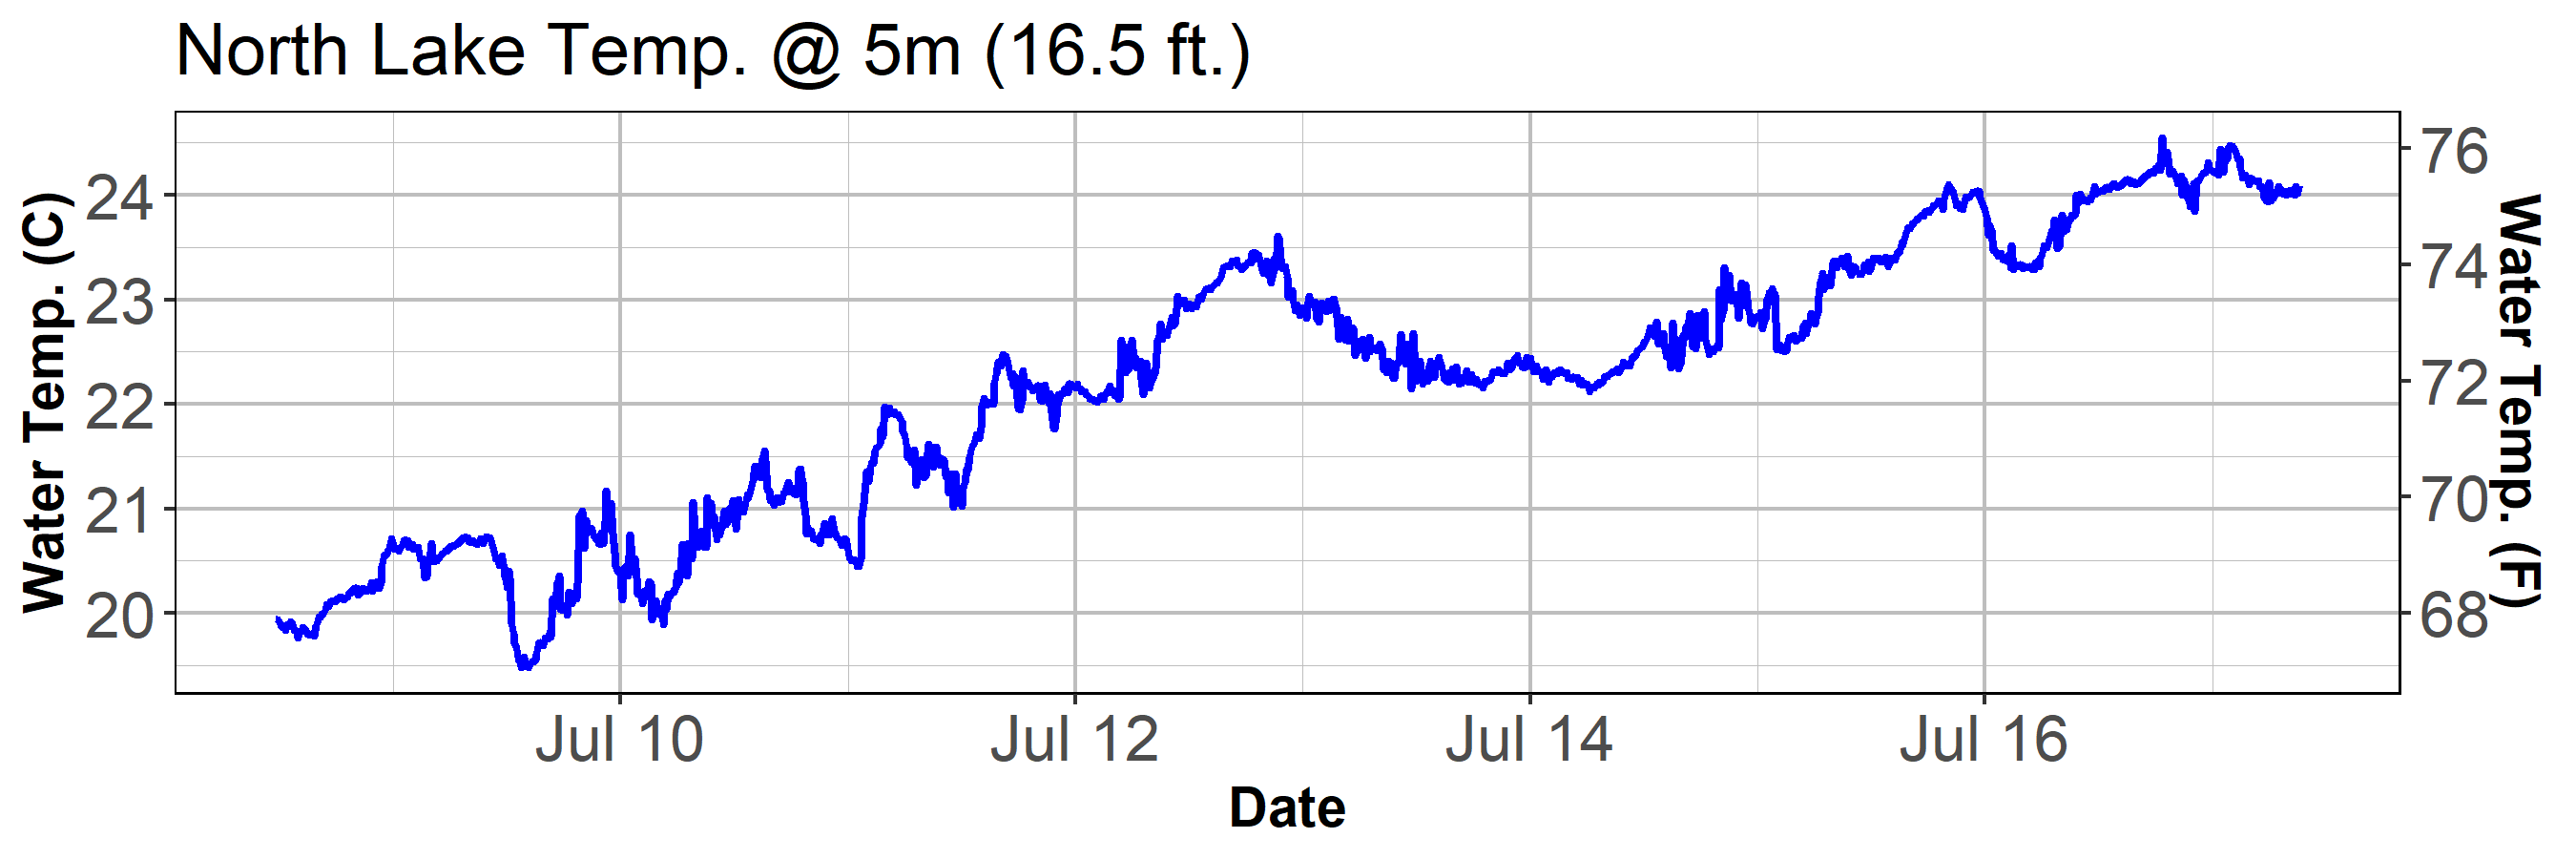 North Lake Temp. @ 5m (16.5 ft.)
Water Temp. (C)
24
23
22
21
20
76
74
72
70
68
Water Temp. (F)
Jul 10 Jul 12 Jul 14 Jul 16
Date